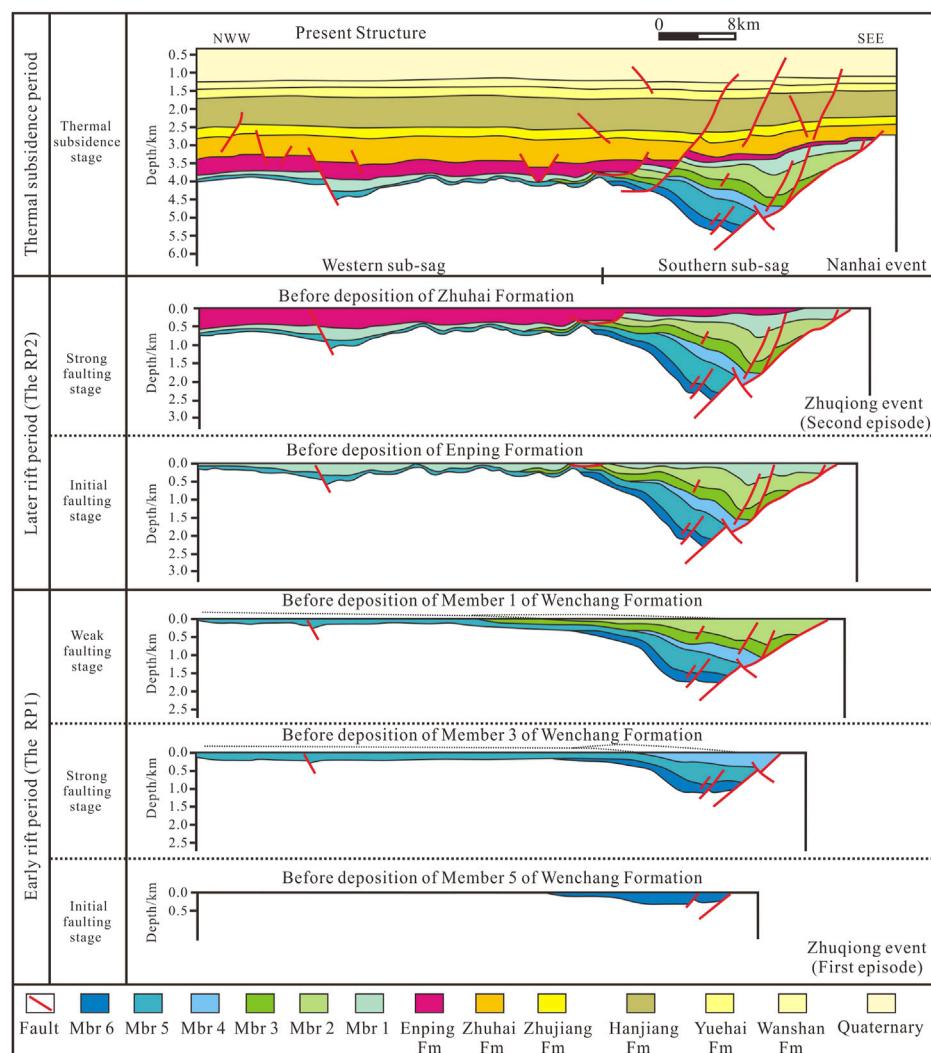 Thermal subsidence period
Thermal
subsidence
stage
NWW
Present Structure
0 8km
SEE
Depth/km
0.5
1.0
1.5
2.0
2.5
3.0
3.5
4.0
4.5
5.0
5.5
6.0
Western sub-sag
Southern sub-sag
Nanhai event
Later rift period (The RP2)
Strong
faulting
stage
Before deposition of Zhuhai Formation
Depth/km
0.0
0.5
1.0
1.5
2.0
2.5
3.0
Zhuqiong event
(Second episode)
Initial
faulting
stage
Before deposition of Enping Formation
Depth/km
0.0
0.5
1.0
1.5
2.0
2.5
3.0
Early rift period (The RP1)
Weak
faulting
stage
Before deposition of Member 1 of Wenchang Formation
Depth/km
0.0
0.5
1.0
1.5
2.0
2.5
Strong
faulting
stage
Before deposition of Member 3 of Wenchang Formation
Depth/km
0.0
0.5
1.0
1.5
2.0
2.5
Initial
faulting
stage
Before deposition of Member 5 of Wenchang Formation
Depth/km
0.0
0.5
Zhuqiong event
(First episode)
Fault
Mbr 6
Mbr 5
Mbr 4
Mbr 3
Mbr 2
Mbr 1
Enping
Fm
Zhuhai
Fm
Zhujiang
Fm
Hanjiang
Fm
Yuehai
Fm
Wanshan
Fm
Quaternary